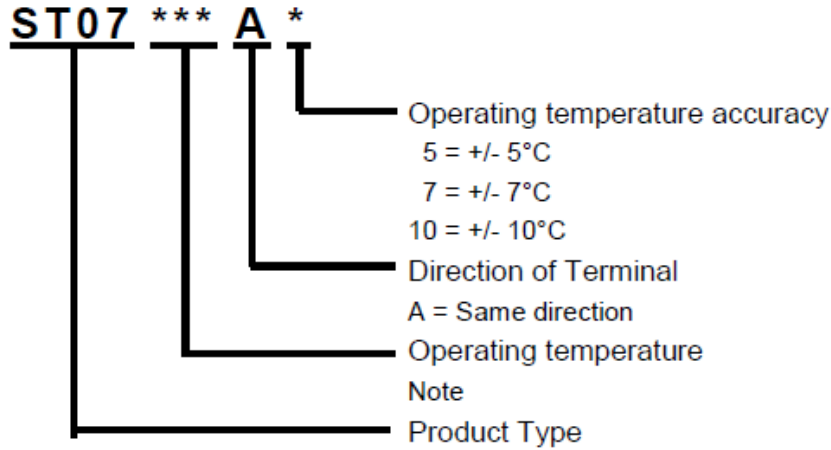 ST07 *** A *
Operating temperature accuracy
5 = +/- 5°C
7 = +/- 7°C
10 = +/- 10°C
Direction of Terminal
A = Same direction
Operating temperature
Note
Product Type